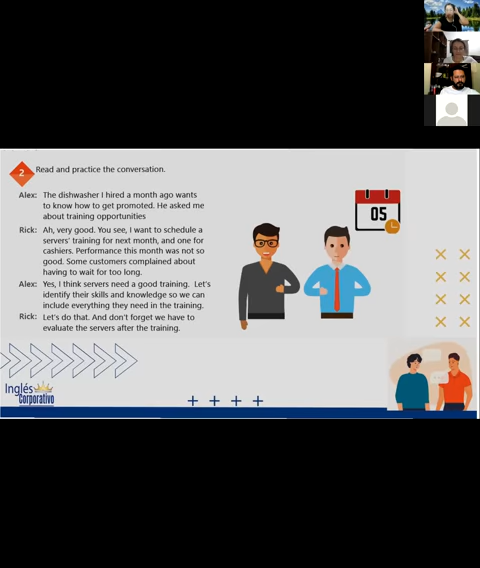 2 Read and practice the conversation.
Alex: The dishwasher I hired a month ago wants
to know how to get promoted. He asked me
about training opportunities
Rick: Ah, very good. You see, I want to schedule a
servers' training for next month, and one for
cashiers. Performance this month was not so
good. Some customers complained about
having to wait for too long.
Alex: Yes, I think servers need a good training. Let's
identify their skills and knowledge so we can
include everything they need in the training.
Rick: Let's do that. And don't forget we have to
evaluate the servers after the training.
05
Inglés
Corporativo